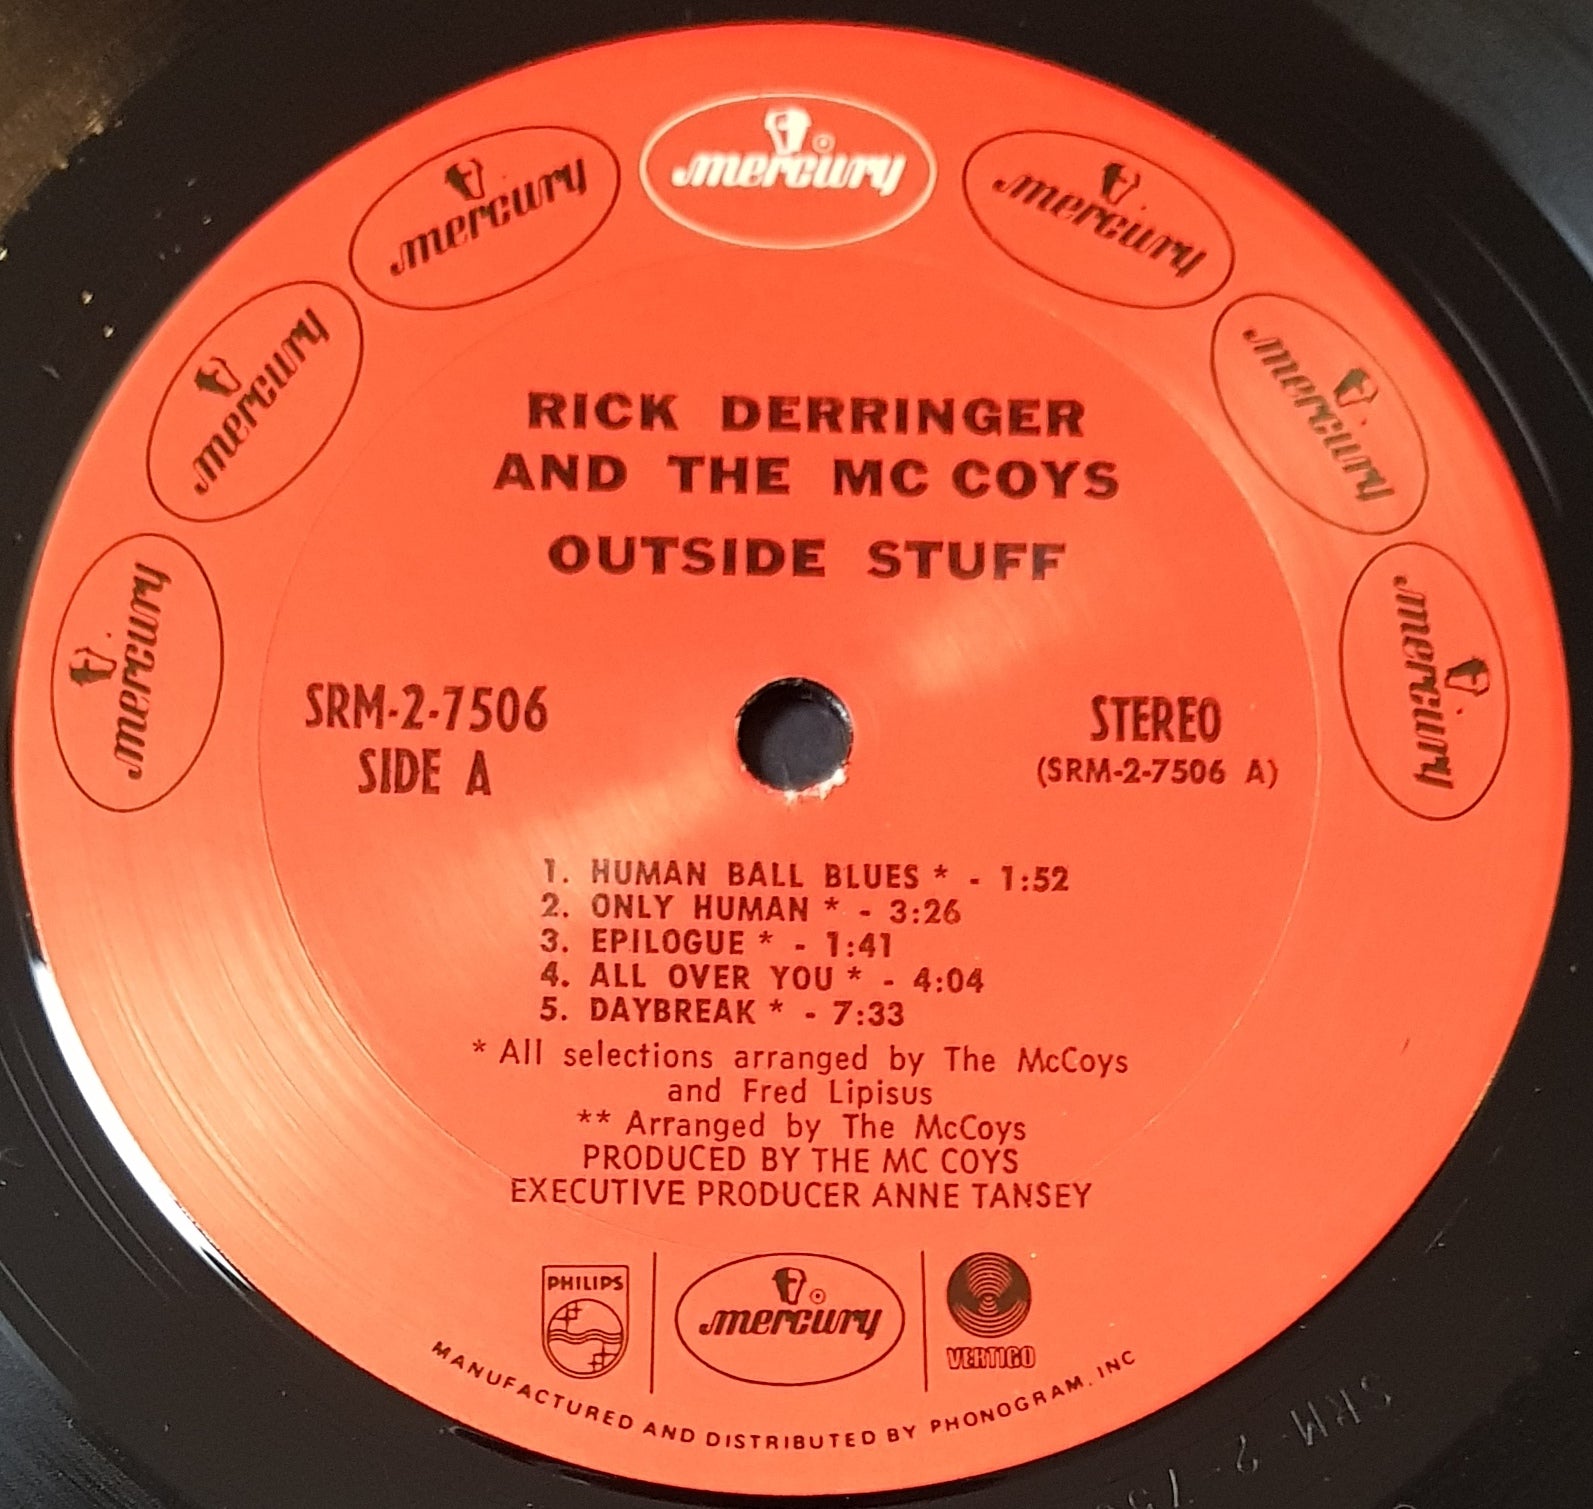 mercury
mercury
mercury
mercury
mercury
mercury
mercury
RICK DERRINGER
AND THE MC COYS
OUTSIDE STUFF
SRM-2-7506
SIDE A
STEREO
(SRM-2-7506 A)
1. HUMAN BALL BLUES * - 1:52
2. ONLY HUMAN * - 3:26
3. EPILOGUE * - 1:41
4. ALL OVER YOU * - 4:04
5. DAYBREAK * - 7:33
* All selections arranged by The McCoys
and Fred Lipisus
** Arranged by The McCoys
PRODUCED BY THE MC COYS
EXECUTIVE PRODUCER ANNE TANSEY
PHILIPS
mercury
VERTIGO
MANUFACTURED AND DISTRIBUTED BY PHONOGRAM, INC
SRM-2-75